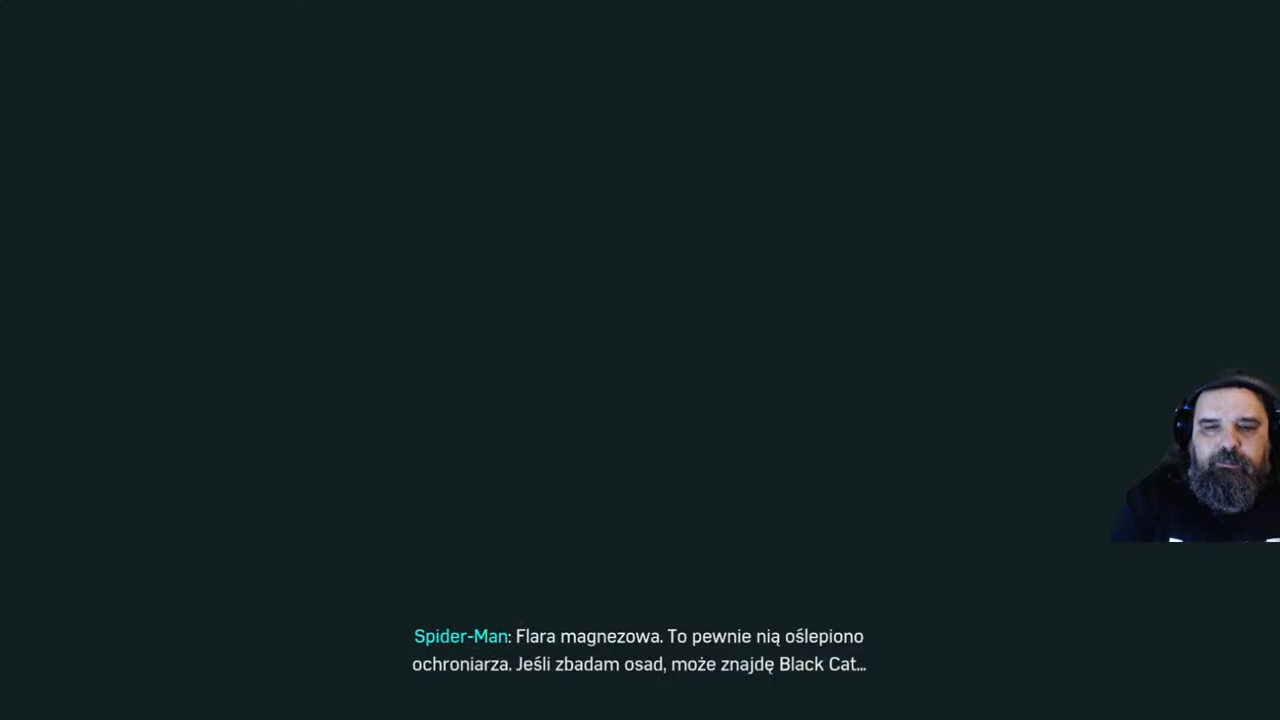 Spider-Man: Flara magnezowa. To pewnie nią oślepiono
ochroniarza. Jeśli zbadam osad, może znajdę Black Cat...